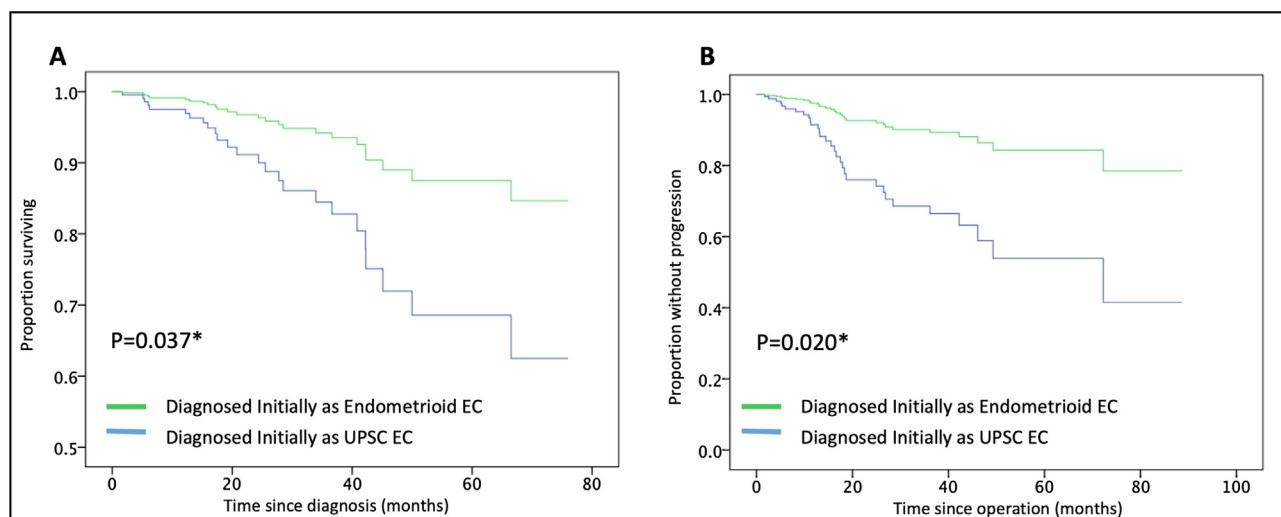 A
1.0
0.9
0.8
0.7
0.6
0.5
Proportion surviving
P=0.037*
Diagnosed Initially as Endometrioid EC
Diagnosed Initially as UPSC EC
0 20 40 60 80
Time since diagnosis (months)
B
1.0
0.8
0.6
0.4
0.2
0.0
Proportion without progression
P=0.020*
Diagnosed Initially as Endometrioid EC
Diagnosed Initially as UPSC EC
0 20 40 60 80 100
Time since operation (months)